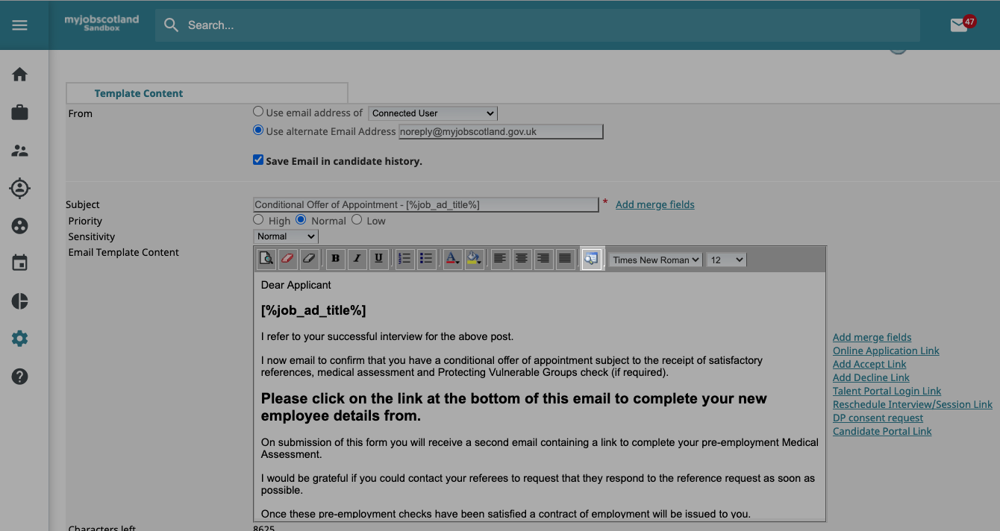 myjobscotland
Sandbox
Search...
47
Template Content
From
Use email address of Connected User
Use alternate Email Address noreply@myjobscotland.gov.uk
Save Email in candidate history.
Subject
Conditional Offer of Appointment - [%job_ad_title%] * Add merge fields
Priority
High Normal Low
Sensitivity
Normal
Email Template Content
B I U A Times New Roman 12
Dear Applicant
[%job_ad_title%]
I refer to your successful interview for the above post.
I now email to confirm that you have a conditional offer of appointment subject to the receipt of satisfactory
references, medical assessment and Protecting Vulnerable Groups check (if required).
Please click on the link at the bottom of this email to complete your new
employee details from.
On submission of this form you will receive a second email containing a link to complete your pre-employment Medical
Assessment.
I would be grateful if you could contact your referees to request that they respond to the reference request as soon as
possible.
Once these pre-employment checks have been satisfied a contract of employment will be issued to you.
Add merge fields
Online Application Link
Add Accept Link
Add Decline Link
Talent Portal Login Link
Reschedule Interview/Session Link
DP consent request
Candidate Portal Link
Characters left
8625